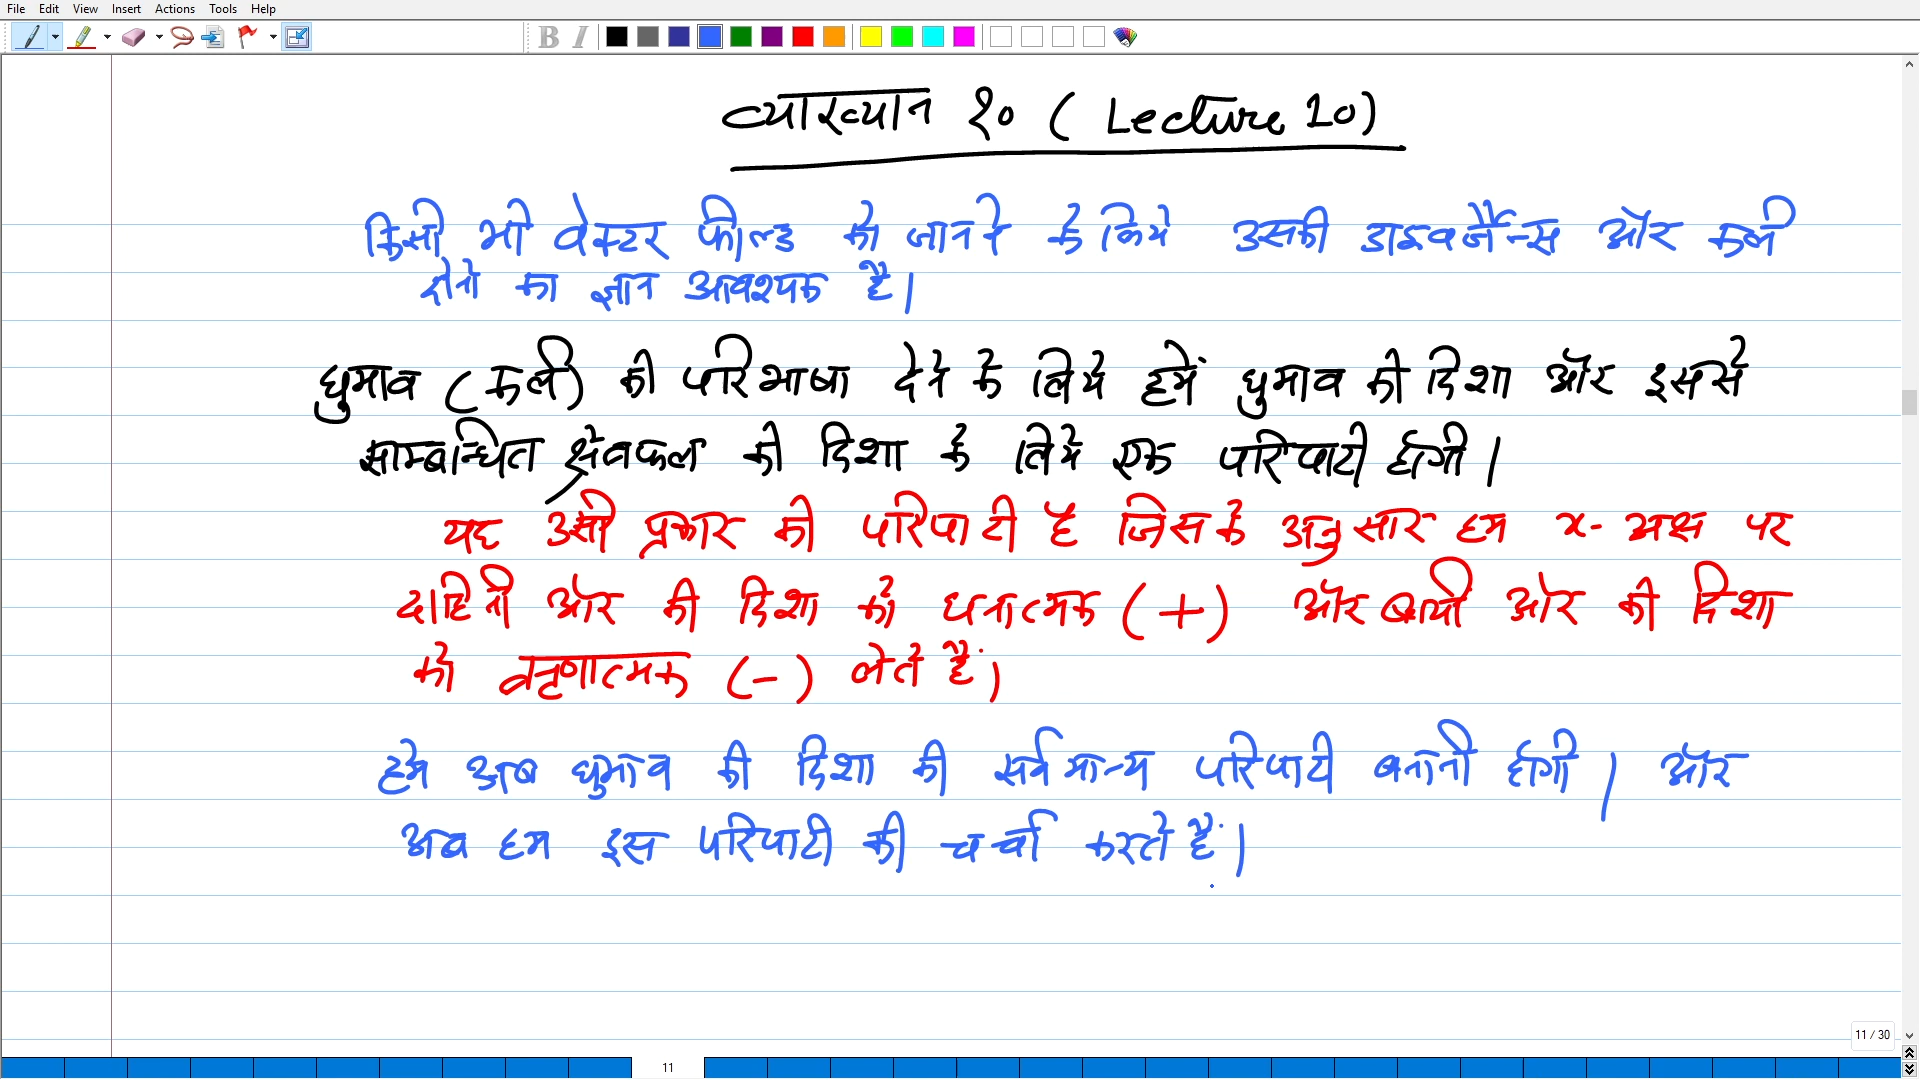 File Edit View Insert Actions Tools Help
व्याख्यान १० ( Lecture 10)
किसी भी वेक्टर फील्ड को जानने के लिये उसकी डाइवर्जैन्स और कर्ल
दोनों का ज्ञान आवश्यक है।
घुमाव (कर्ल) की परिभाषा देने के लिये हमें घुमाव की दिशा और इससे
साम्बन्धित क्षेत्रफल की दिशा के लिये एक परिपाटी होगी।
यह उसी प्रकार की परिपाटी है जिसके अनुसार हम x- अक्ष पर
दाहिनी ओर की दिशा को धनात्मक (+) और बायीं ओर की दिशा
को ऋणात्मक (-) लेते हैं।
हमे अब घुमाव की दिशा की सर्वमान्य परिपाटी बनानी होगी। और
अब हम इस परिपाटी की चर्चा करते हैं।
11 / 30
11